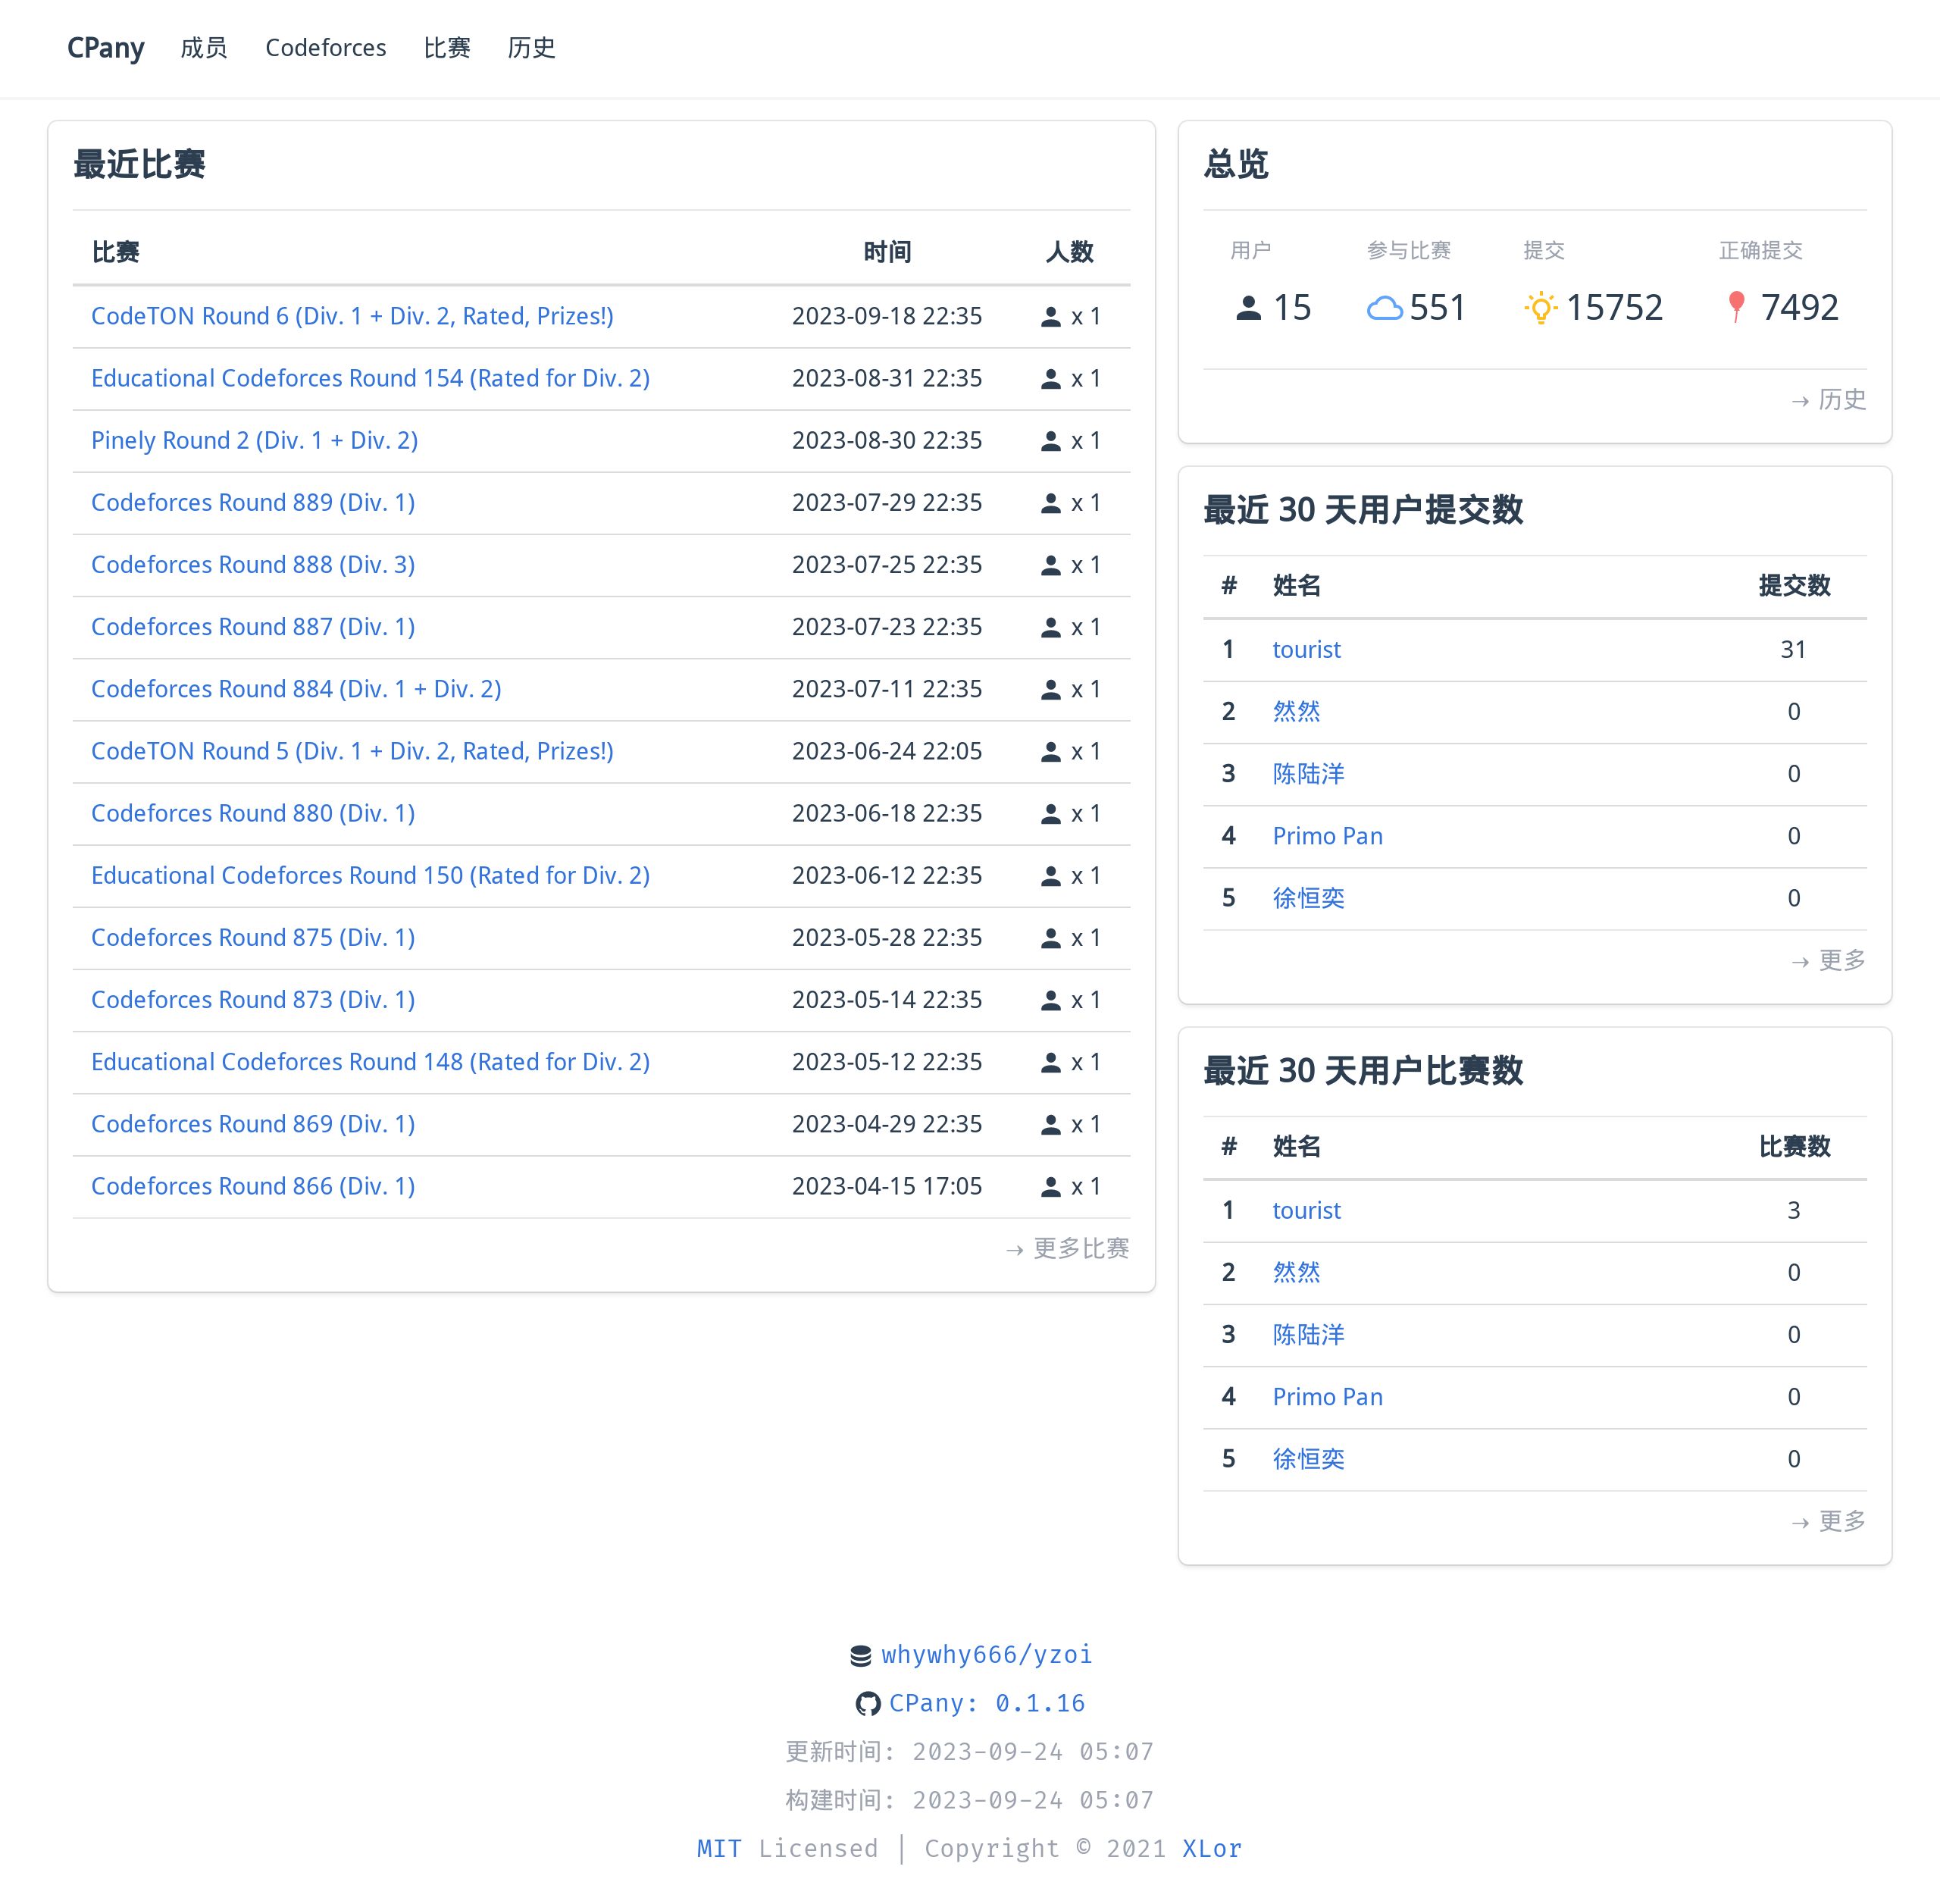 CPany 成员 Codeforces 比赛 历史
最近比赛
比赛 时间 人数
CodeTON Round 6 (Div. 1 + Div. 2, Rated, Prizes!) 2023-09-18 22:35 x 1
Educational Codeforces Round 154 (Rated for Div. 2) 2023-08-31 22:35 x 1
Pinely Round 2 (Div. 1 + Div. 2) 2023-08-30 22:35 x 1
Codeforces Round 889 (Div. 1) 2023-07-29 22:35 x 1
Codeforces Round 888 (Div. 3) 2023-07-25 22:35 x 1
Codeforces Round 887 (Div. 1) 2023-07-23 22:35 x 1
Codeforces Round 884 (Div. 1 + Div. 2) 2023-07-11 22:35 x 1
CodeTON Round 5 (Div. 1 + Div. 2, Rated, Prizes!) 2023-06-24 22:05 x 1
Codeforces Round 880 (Div. 1) 2023-06-18 22:35 x 1
Educational Codeforces Round 150 (Rated for Div. 2) 2023-06-12 22:35 x 1
Codeforces Round 875 (Div. 1) 2023-05-28 22:35 x 1
Codeforces Round 873 (Div. 1) 2023-05-14 22:35 x 1
Educational Codeforces Round 148 (Rated for Div. 2) 2023-05-12 22:35 x 1
Codeforces Round 869 (Div. 1) 2023-04-29 22:35 x 1
Codeforces Round 866 (Div. 1) 2023-04-15 17:05 x 1
→ 更多比赛
总览
用户 参与比赛 提交 正确提交
15 551 15752 7492
→ 历史
最近 30 天用户提交数
# 姓名 提交数
1 tourist 31
2 然然 0
3 陈陆洋 0
4 Primo Pan 0
5 徐恒奕 0
→ 更多
最近 30 天用户比赛数
# 姓名 比赛数
1 tourist 3
2 然然 0
3 陈陆洋 0
4 Primo Pan 0
5 徐恒奕 0
→ 更多
whywhy666/yzoi
CPany: 0.1.16
更新时间: 2023-09-24 05:07
构建时间: 2023-09-24 05:07
MIT Licensed | Copyright © 2021 XLor